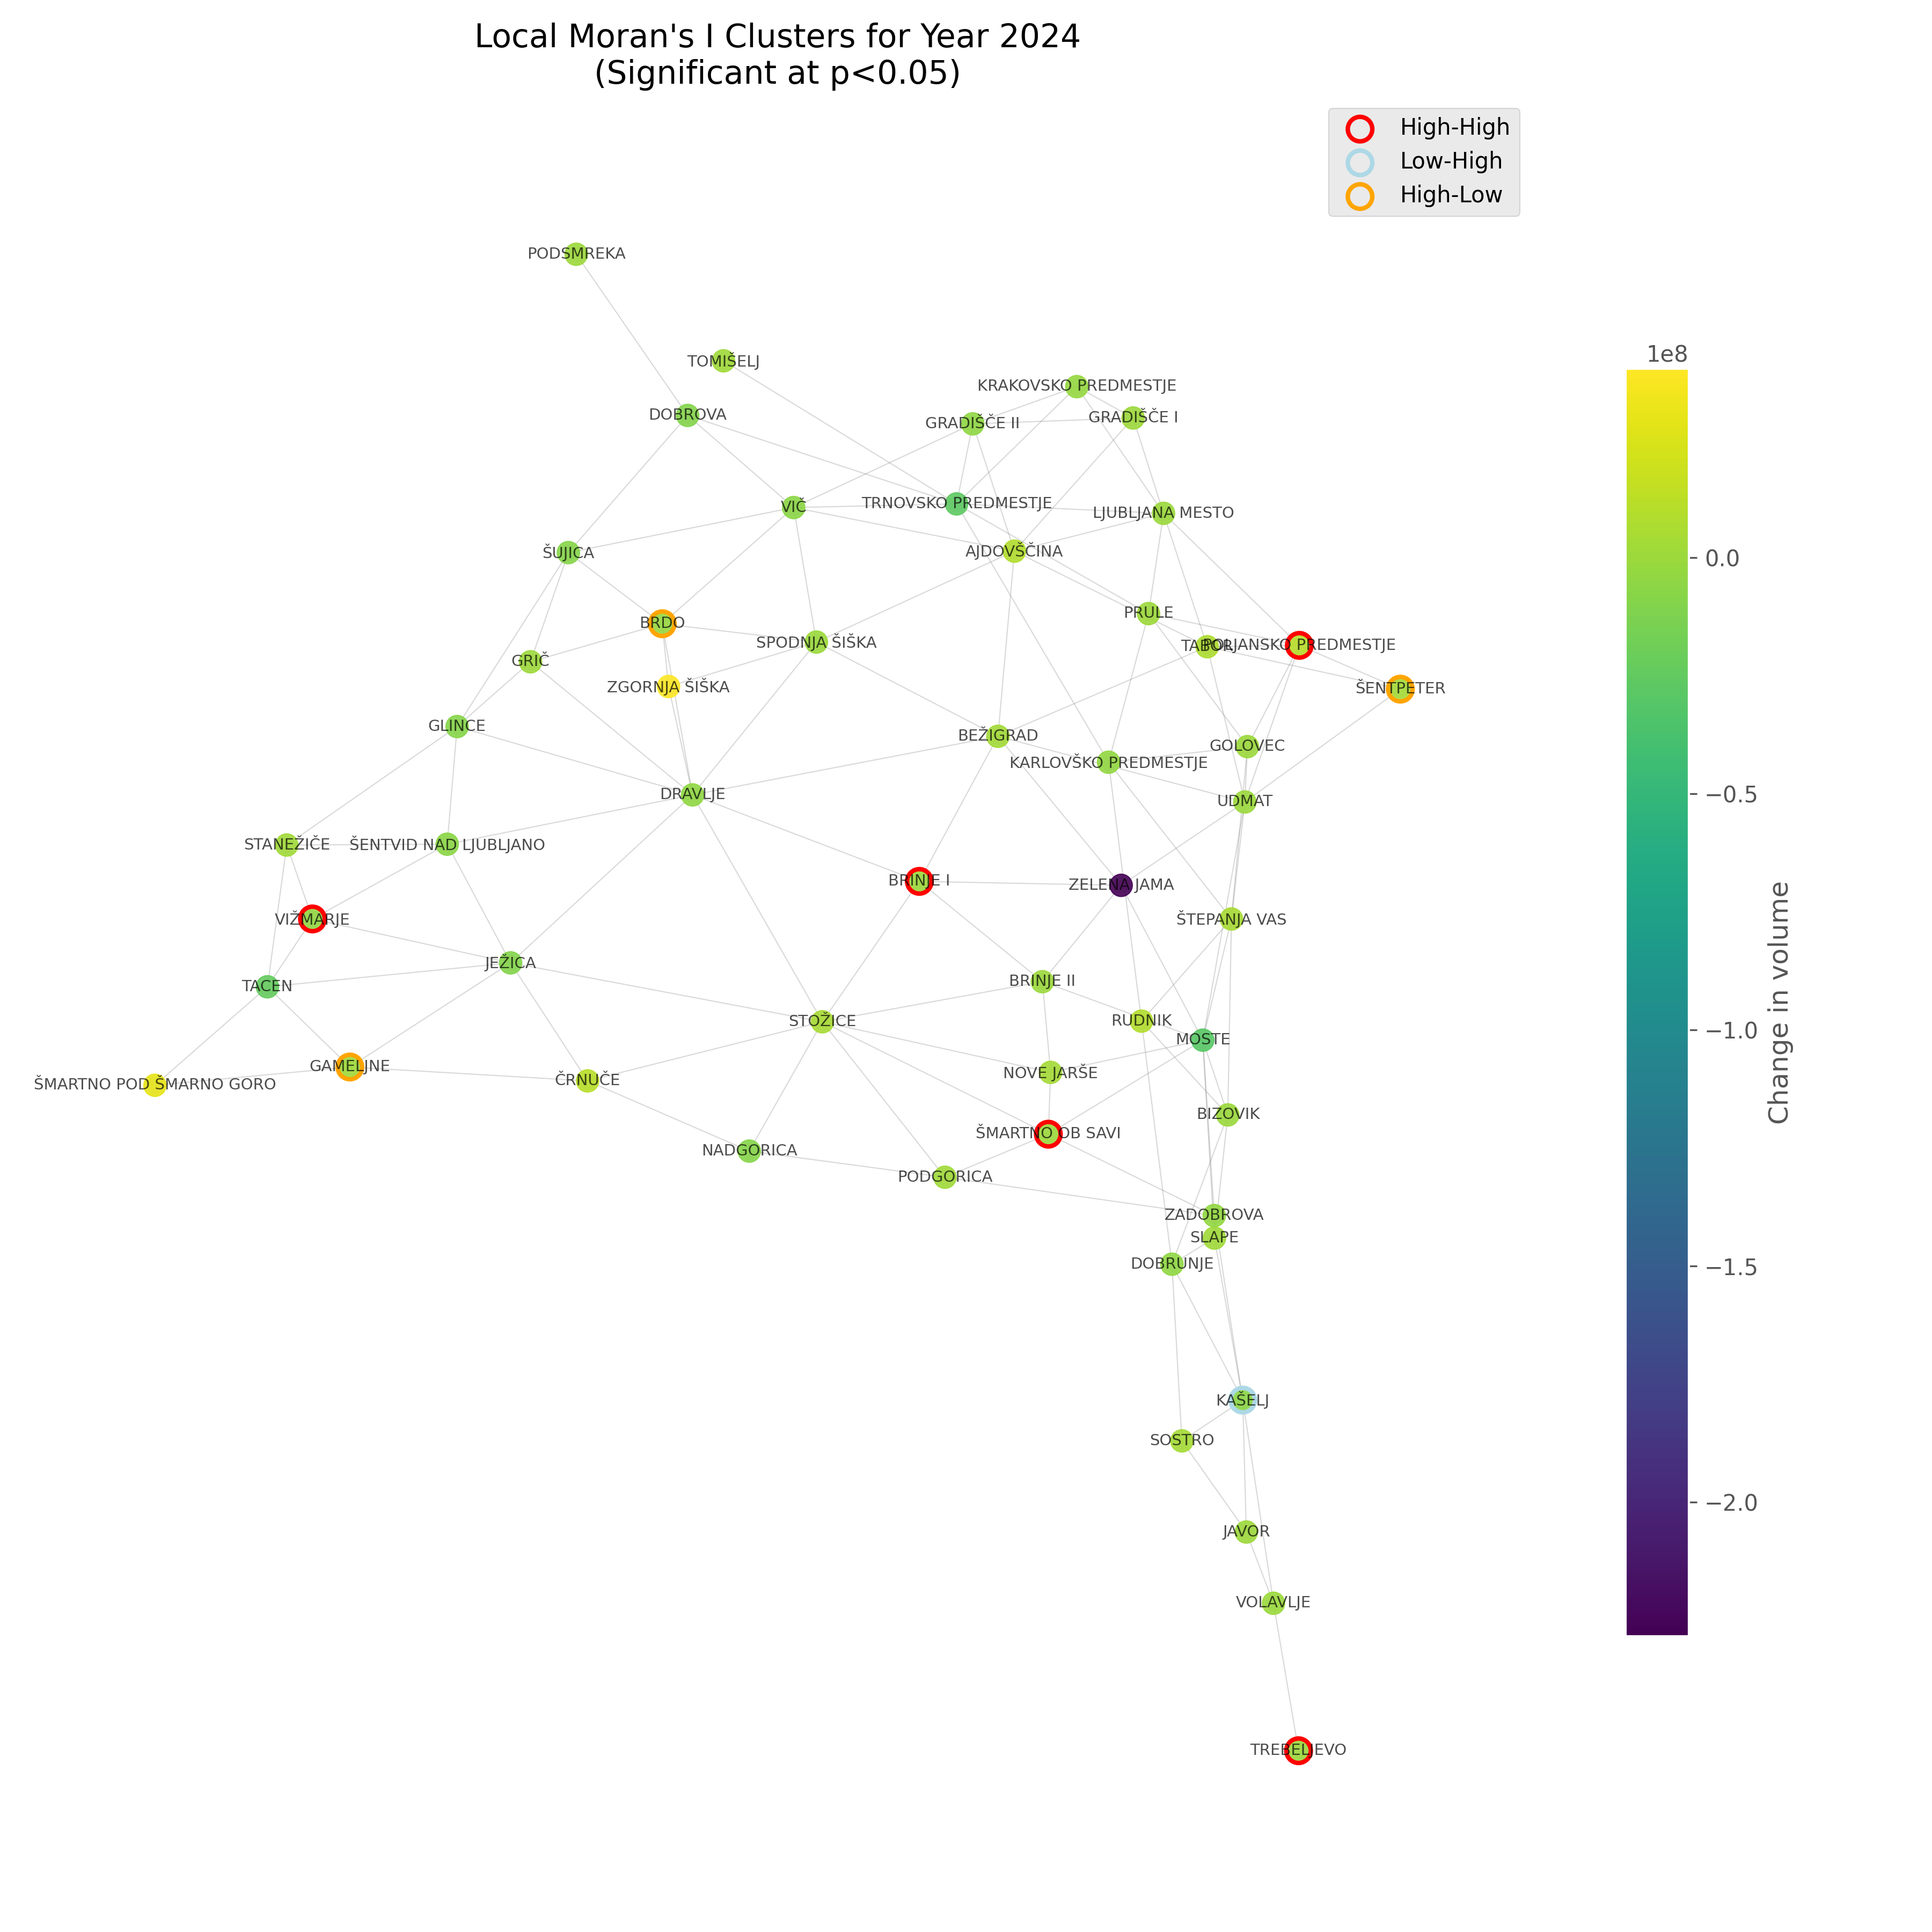 Local Moran's I Clusters for Year 2024
(Significant at p<0.05)
High-High
Low-High
High-Low
PODSMREKA
TOMIŠELJ
KRAKOVSKO PREDMESTJE
DOBROVA
GRADIŠČE II
GRADIŠČE I
VIČ
TRNOVSKO PREDMESTJE
LJUBLJANA MESTO
ŠUJICA
AJDOVŠČINA
PRULE
BRDO
SPODNJA ŠIŠKA
TABOR
POLJANSKO PREDMESTJE
GRIČ
ZGORNJA ŠIŠKA
ŠENTPETER
GLINCE
BEŽIGRAD
GOLOVEC
KARLOVŠKO PREDMESTJE
DRAVLJE
UDMAT
STANEŽIČE
ŠENTVID NAD LJUBLJANO
BRINJE I
ZELENA JAMA
VIŽMARJE
ŠTEPANJA VAS
JEŽICA
TACEN
BRINJE II
STOŽICE
RUDNIK
MOSTE
GAMELJNE
NOVE JARŠE
ŠMARTNO POD ŠMARNO GORO
ČRNUČE
BIZOVIK
ŠMARTNO OB SAVI
NADGORICA
PODGORICA
ZADOBROVA
SLAPE
DOBRUNJE
KAŠELJ
SOSTRO
JAVOR
VOLAVLJE
TREBELJEVO
1e8
0.0
−0.5
−1.0
−1.5
−2.0
Change in volume